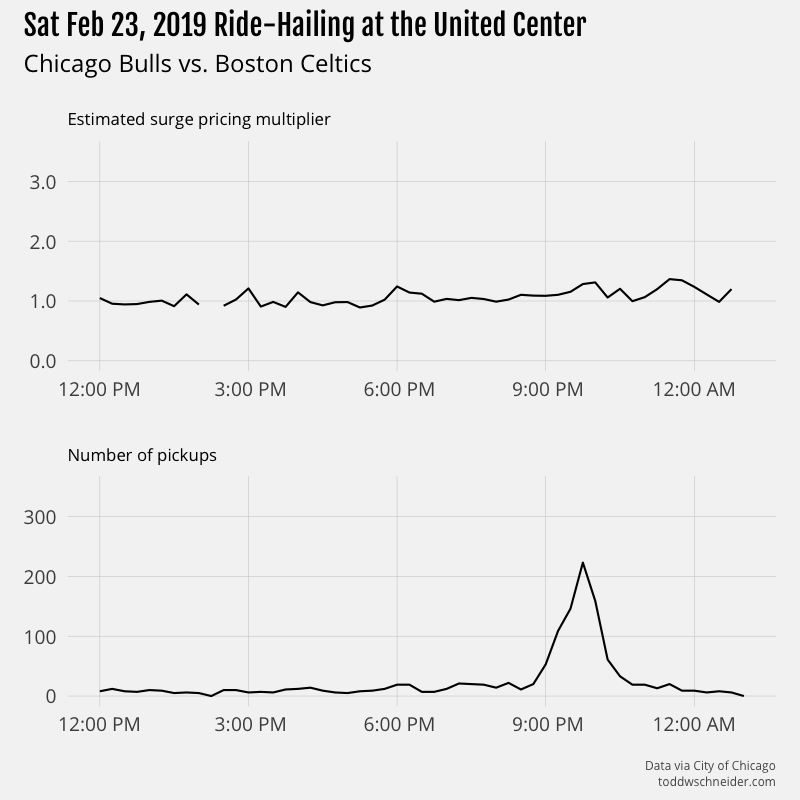 Sat Feb 23, 2019 Ride-Hailing at the United Center
Chicago Bulls vs. Boston Celtics
Estimated surge pricing multiplier
3.0
2.0
1.0
0.0
12:00 PM 3:00 PM 6:00 PM 9:00 PM 12:00 AM
Number of pickups
300
200
100
0
12:00 PM 3:00 PM 6:00 PM 9:00 PM 12:00 AM
Data via City of Chicago
toddwschneider.com